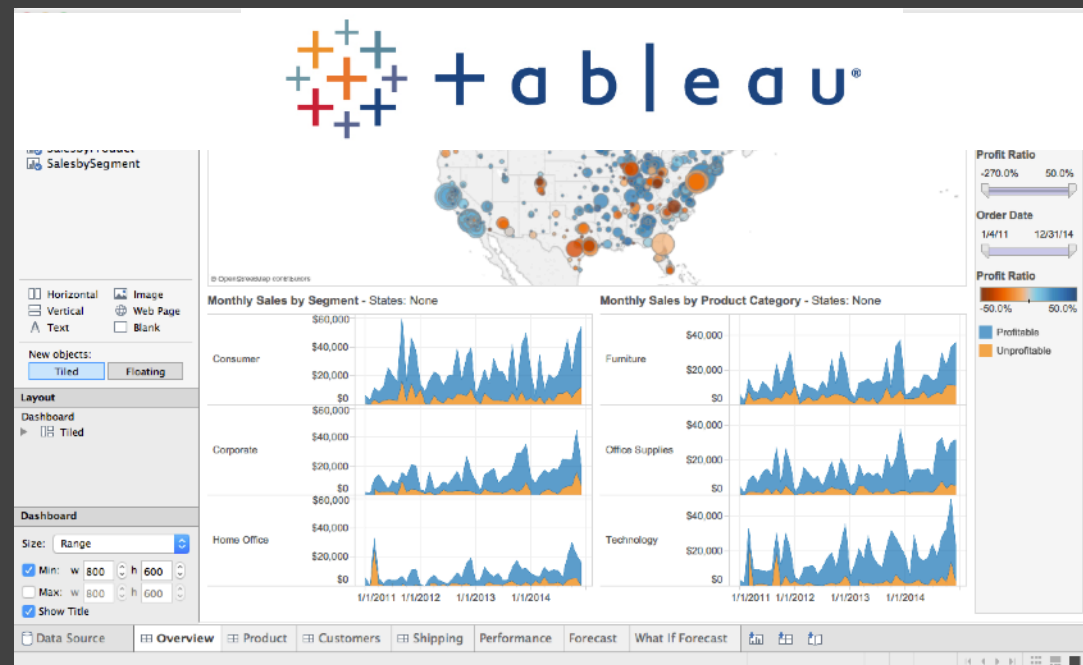 +ableau®
SalesbyProduct
SalesbySegment
Horizontal Image
Vertical Web Page
A Text Blank
New objects:
Tiled Floating
Layout
Dashboard
Tiled
Dashboard
Size: Range
Min: w 800 h 600
Max: w 800 h 600
Show Title
© OpenStreetMap contributors
Monthly Sales by Segment - States: None
Consumer
$60,000
$40,000
$20,000
$0
Corporate
$60,000
$40,000
$20,000
$0
Home Office
$60,000
$40,000
$20,000
$0
1/1/2011 1/1/2012 1/1/2013 1/1/2014
Monthly Sales by Product Category - States: None
Furniture
$40,000
$20,000
$0
Office Supplies
$40,000
$20,000
$0
Technology
$40,000
$20,000
$0
1/1/2011 1/1/2012 1/1/2013 1/1/2014
Profit Ratio
-270.0% 50.0%
Order Date
1/4/11 12/31/14
Profit Ratio
-50.0% 50.0%
Profitable
Unprofitable
Data Source Overview Product Customers Shipping Performance Forecast What If Forecast